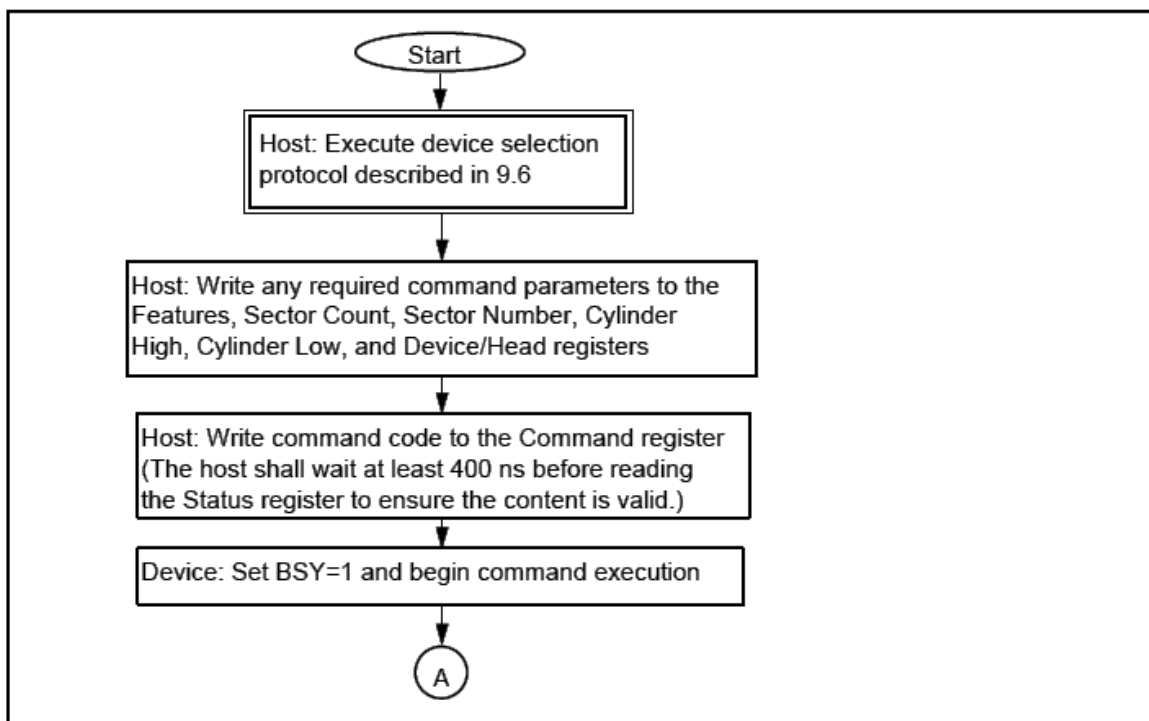 Start
Host: Execute device selection
protocol described in 9.6
Host: Write any required command parameters to the
Features, Sector Count, Sector Number, Cylinder
High, Cylinder Low, and Device/Head registers
Host: Write command code to the Command register
(The host shall wait at least 400 ns before reading
the Status register to ensure the content is valid.)
Device: Set BSY=1 and begin command execution
A